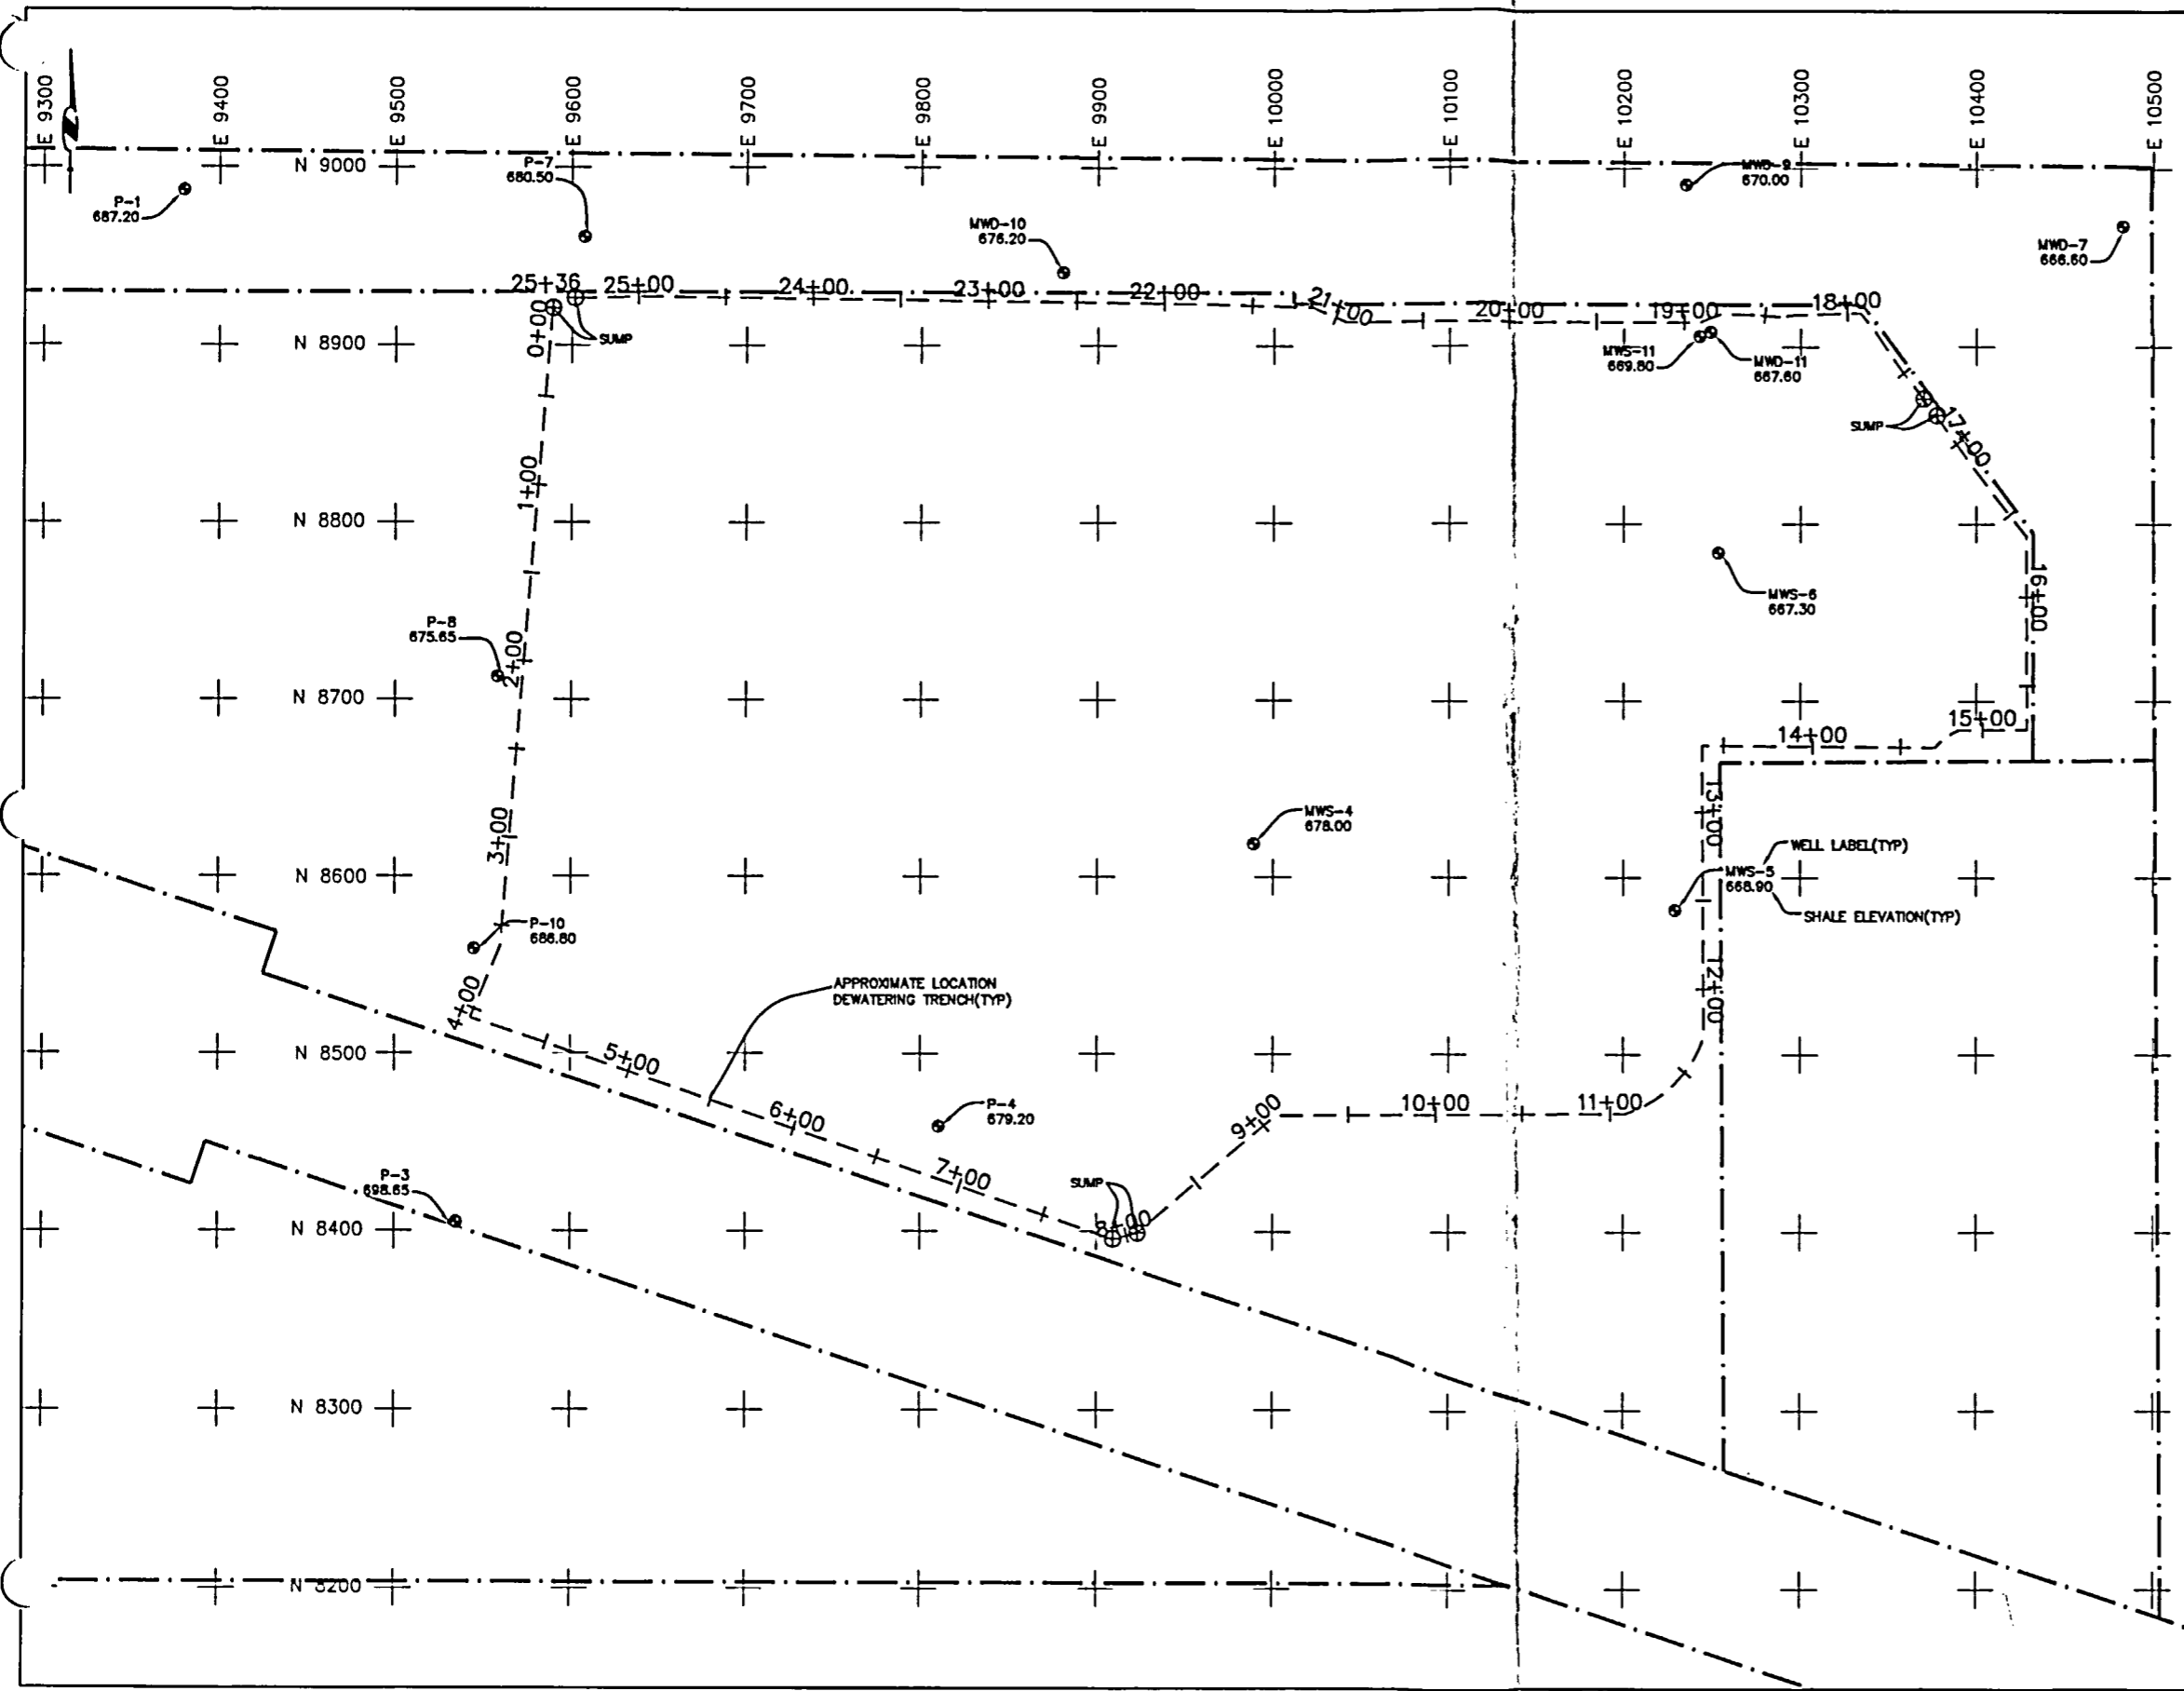 E 9300
E 9400
E 9500
E 9600
E 9700
E 9800
E 9900
E 10000
E 10100
E 10200
E 10300
E 10400
E 10500
N 9000
P-7
680.50
MWD-9
670.00
P-1
687.20
MWD-10
676.20
MWD-7
666.60
25+36
25+00
24+00
23+00
22+00
21+00
20+00
19+00
18+00
0+00
SUMP
N 8900
MWS-11
669.80
MWD-11
667.60
SUMP
17+00
1+00
N 8800
MWS-6
667.30
16+00
P-8
675.65
2+00
N 8700
15+00
14+00
13+00
3+00
MWS-4
678.00
WELL LABEL(TYP)
N 8600
MWS-5
668.90
SHALE ELEVATION(TYP)
P-10
686.80
4+00
APPROXIMATE LOCATION
DEWATERING TRENCH(TYP)
12+00
N 8500
5+00
6+00
P-4
679.20
9+00
10+00
11+00
7+00
P-3
698.65
SUMP
8+00
N 8400
N 8300
N 8200